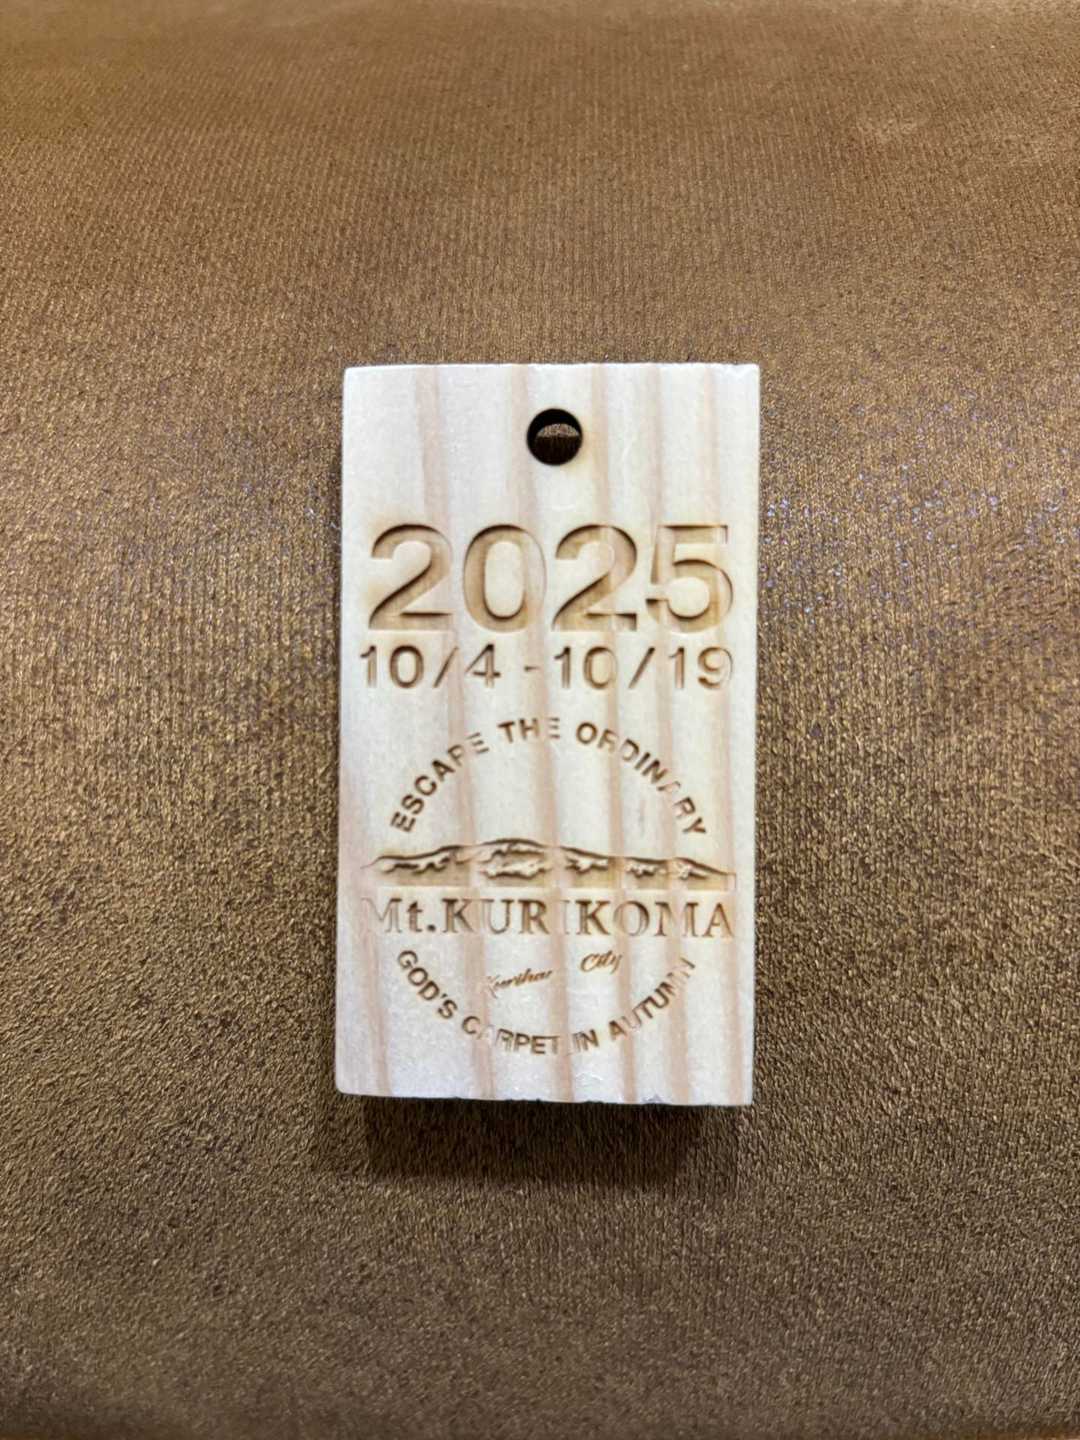 2025
10/4 - 10/19
ESCAPE THE ORDINARY
Mt.KURIKOMA
City
GOD'S CARPET IN AUTUMN